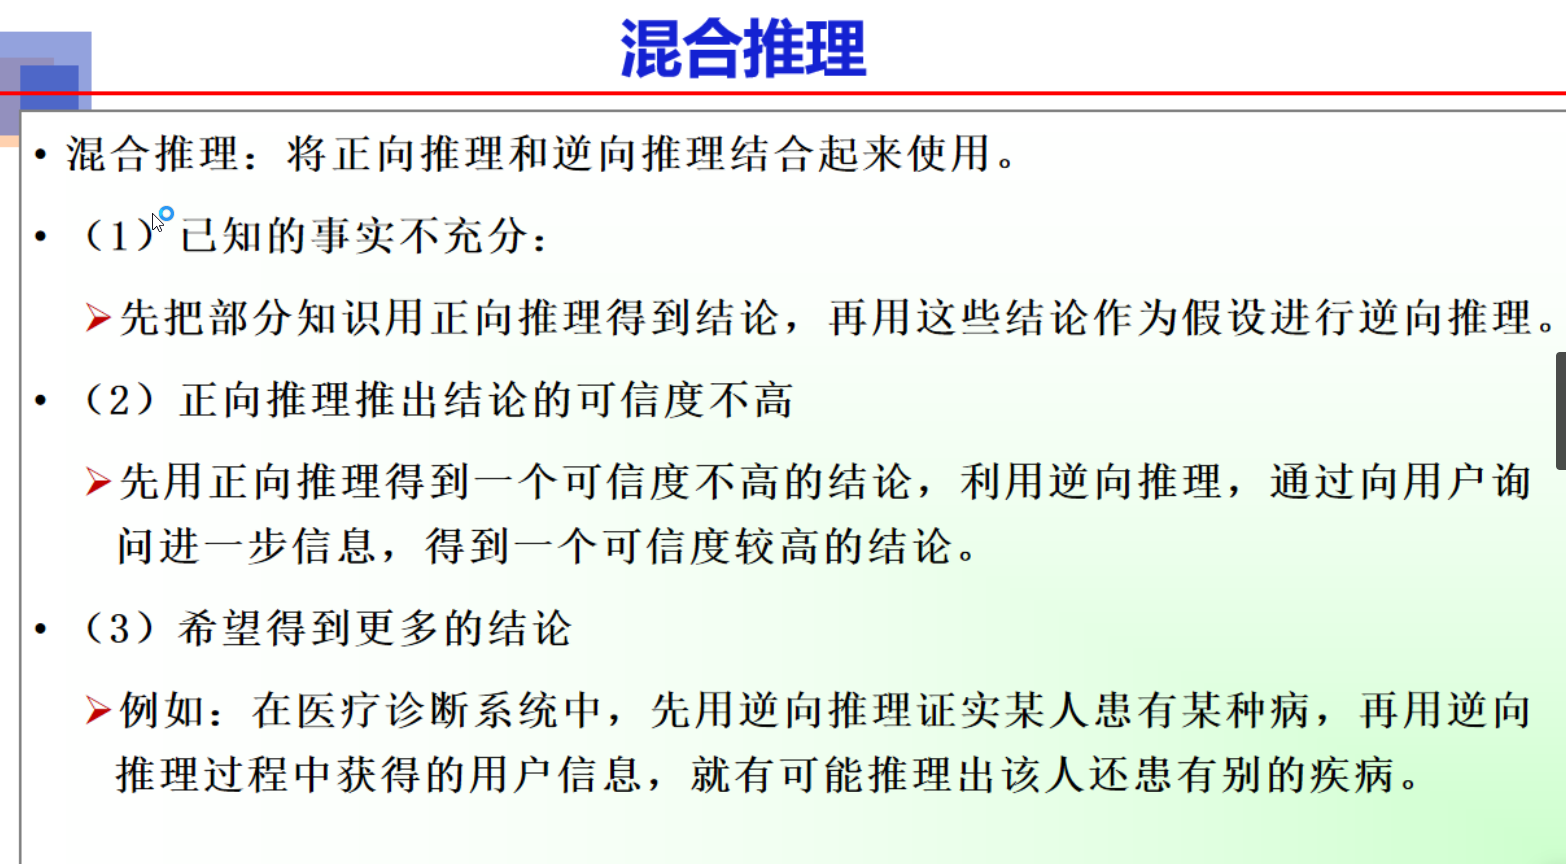 混合推理
• 混合推理：将正向推理和逆向推理结合起来使用。
• （1）已知的事实不充分：
➢先把部分知识用正向推理得到结论，再用这些结论作为假设进行逆向推理。
• （2）正向推理推出结论的可信度不高
➢先用正向推理得到一个可信度不高的结论，利用逆向推理，通过向用户询
问进一步信息，得到一个可信度较高的结论。
• （3）希望得到更多的结论
➢例如：在医疗诊断系统中，先用逆向推理证实某人患有某种病，再用逆向
推理过程中获得的用户信息，就有可能推理出该人还患有别的疾病。